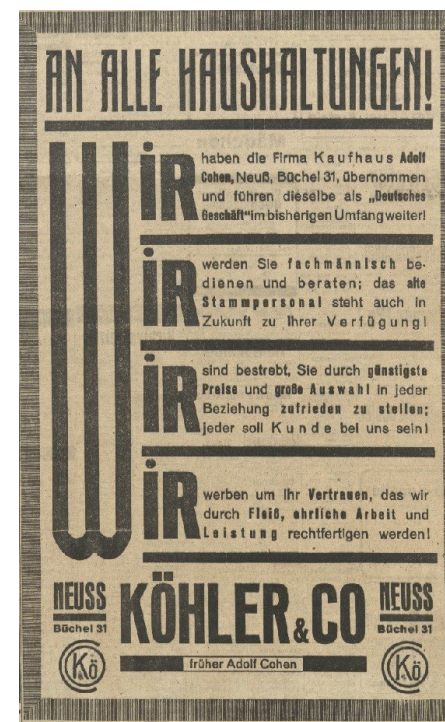 AN ALLE HAUSHALTUNGEN!
WIR haben die Firma Kaufhaus Adolf
Cohen, Neuß, Büchel 31, übernommen
und führen dieselbe als „Deutsches
Geschäft“ im bisherigen Umfang weiter!
IR werden Sie fachmännisch be-
dienen und beraten; das alte
Stammpersonal steht auch in
Zukunft zu Ihrer Verfügung!
IR sind bestrebt, Sie durch günstigste
Preise und große Auswahl in jeder
Beziehung zufrieden zu stellen;
jeder soll Kunde bei uns sein!
IR werben um Ihr Vertrauen, das wir
durch Fleiß, ehrliche Arbeit und
Leistung rechtfertigen werden!
NEUSS
Büchel 31
KÖHLER & CO
NEUSS
Büchel 31
früher Adolf Cohen
Kö
Kö